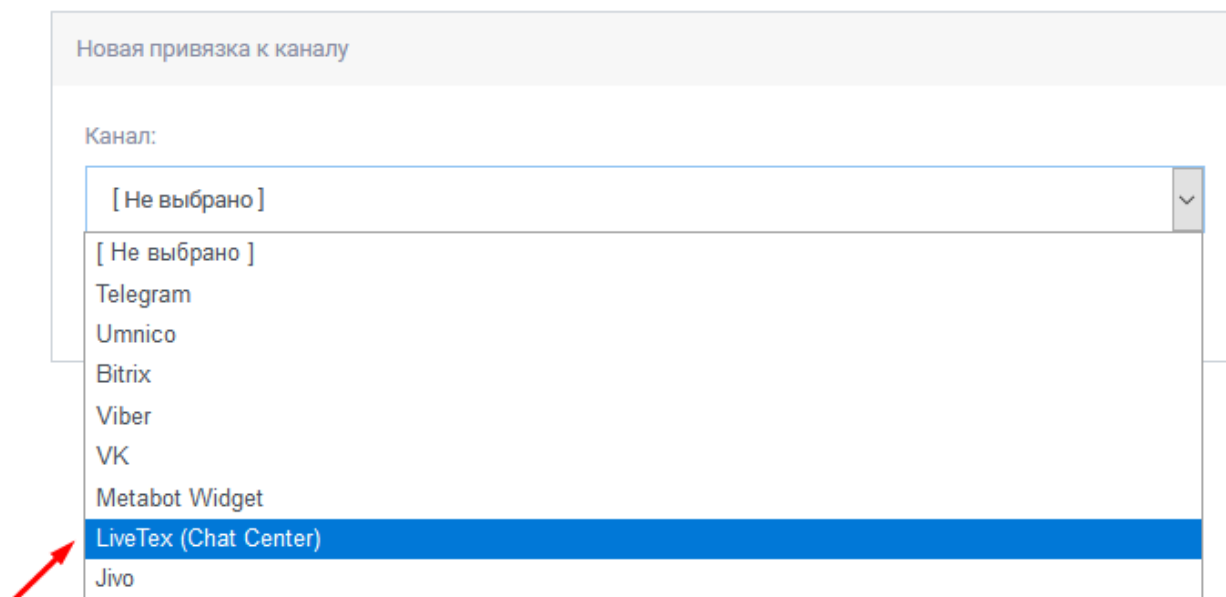 Новая привязка к каналу
Канал:
[ Не выбрано ]
[ Не выбрано ]
Telegram
Umnico
Bitrix
Viber
VK
Metabot Widget
LiveTex (Chat Center)
Jivo